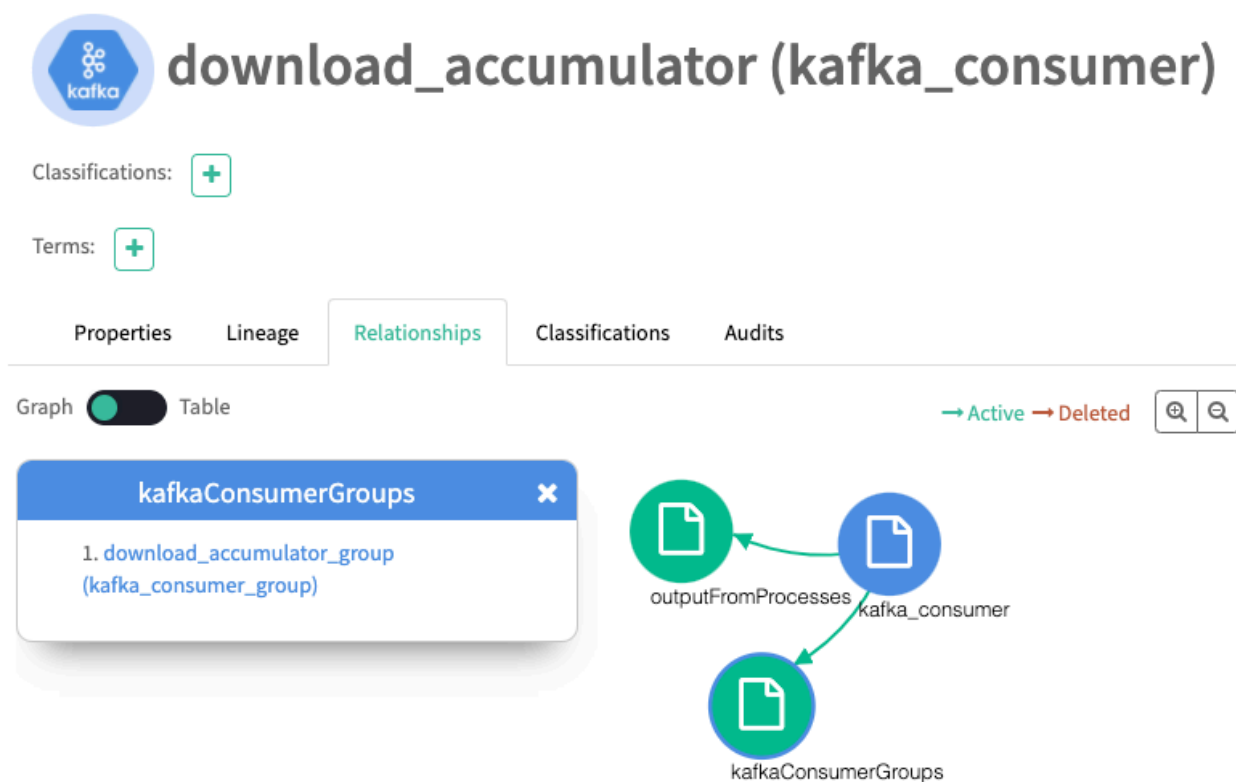 kafka
download_accumulator (kafka_consumer)
Classifications:
Terms:
Properties Lineage Relationships Classifications Audits
Graph Table
Active Deleted
kafkaConsumerGroups
1. download_accumulator_group
(kafka_consumer_group)
outputFromProcesses
kafka_consumer
kafkaConsumerGroups